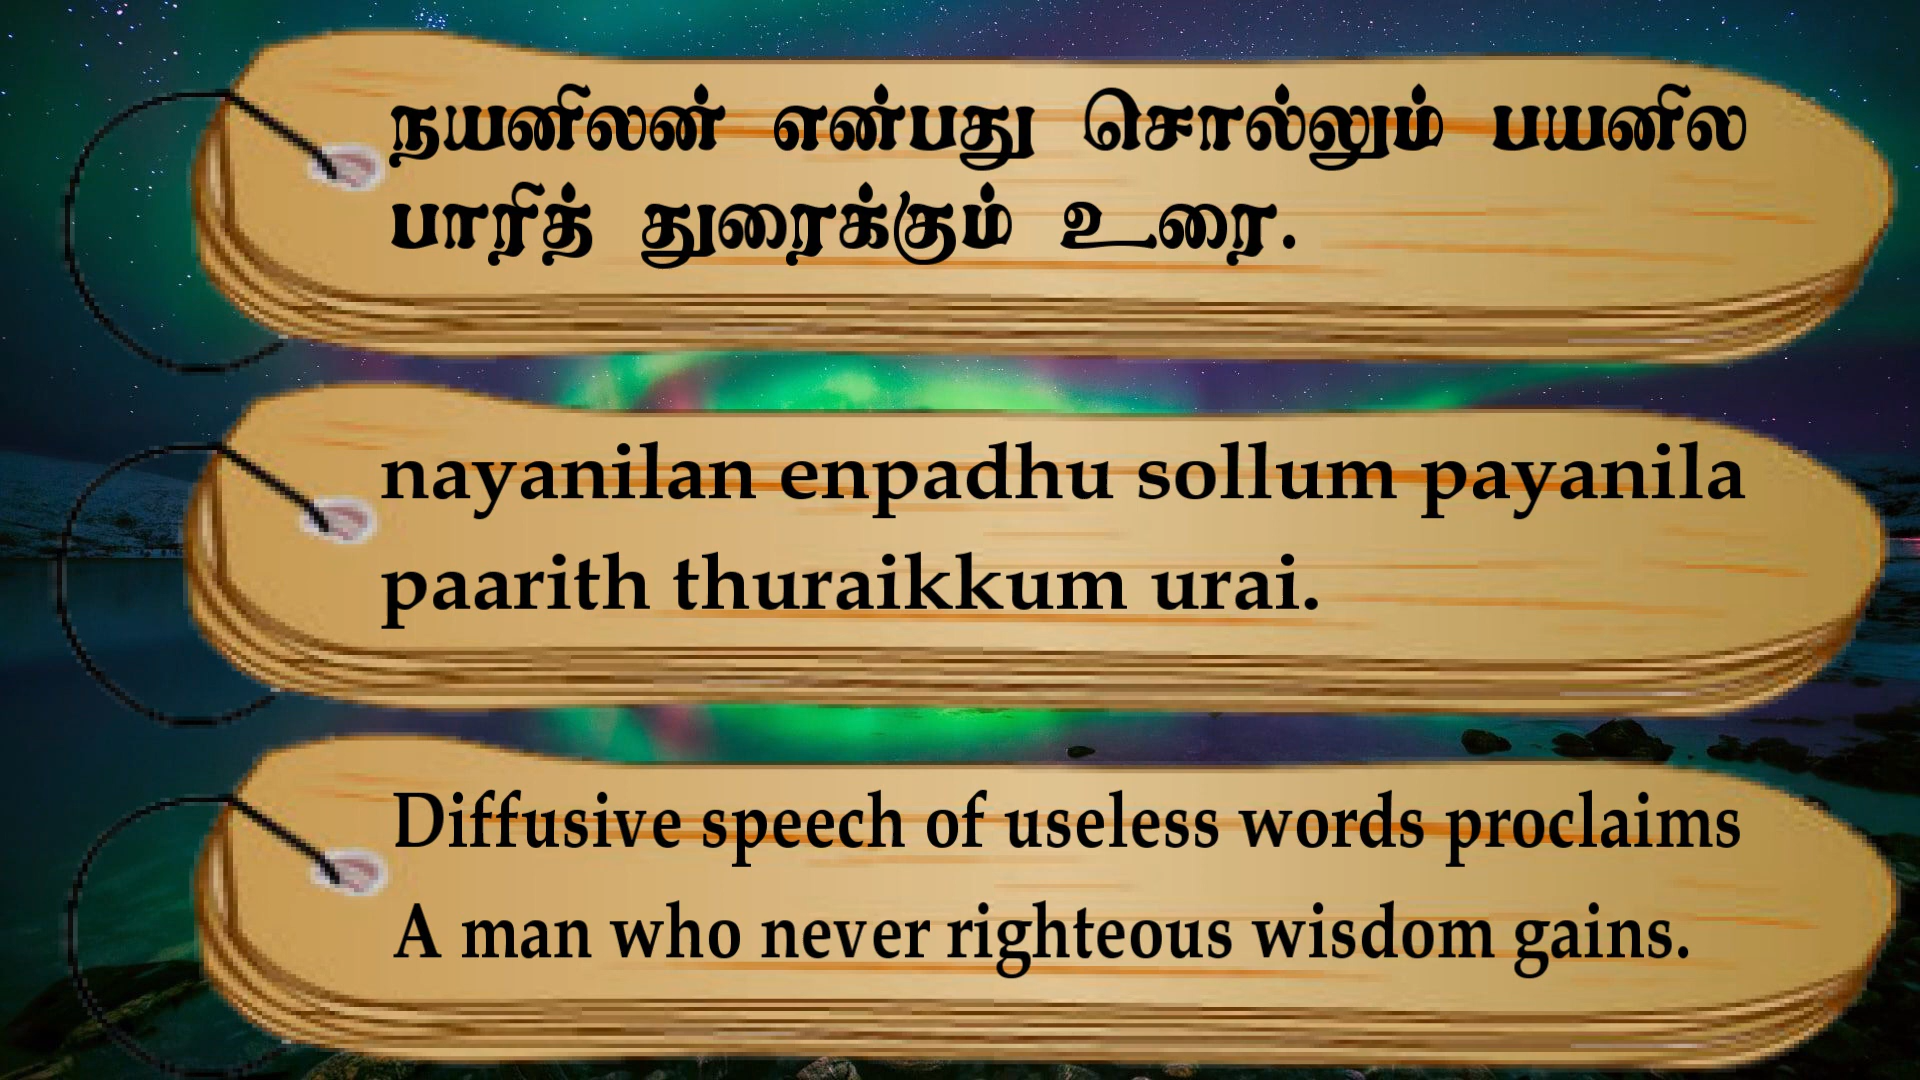 நயனிலன் என்பது சொல்லும் பயனில
பாரித் துரைக்கும் உரை.
nayanilan enpadhu sollum payanila
paarith thuraikkum urai.
Diffusive speech of useless words proclaims
A man who never righteous wisdom gains.